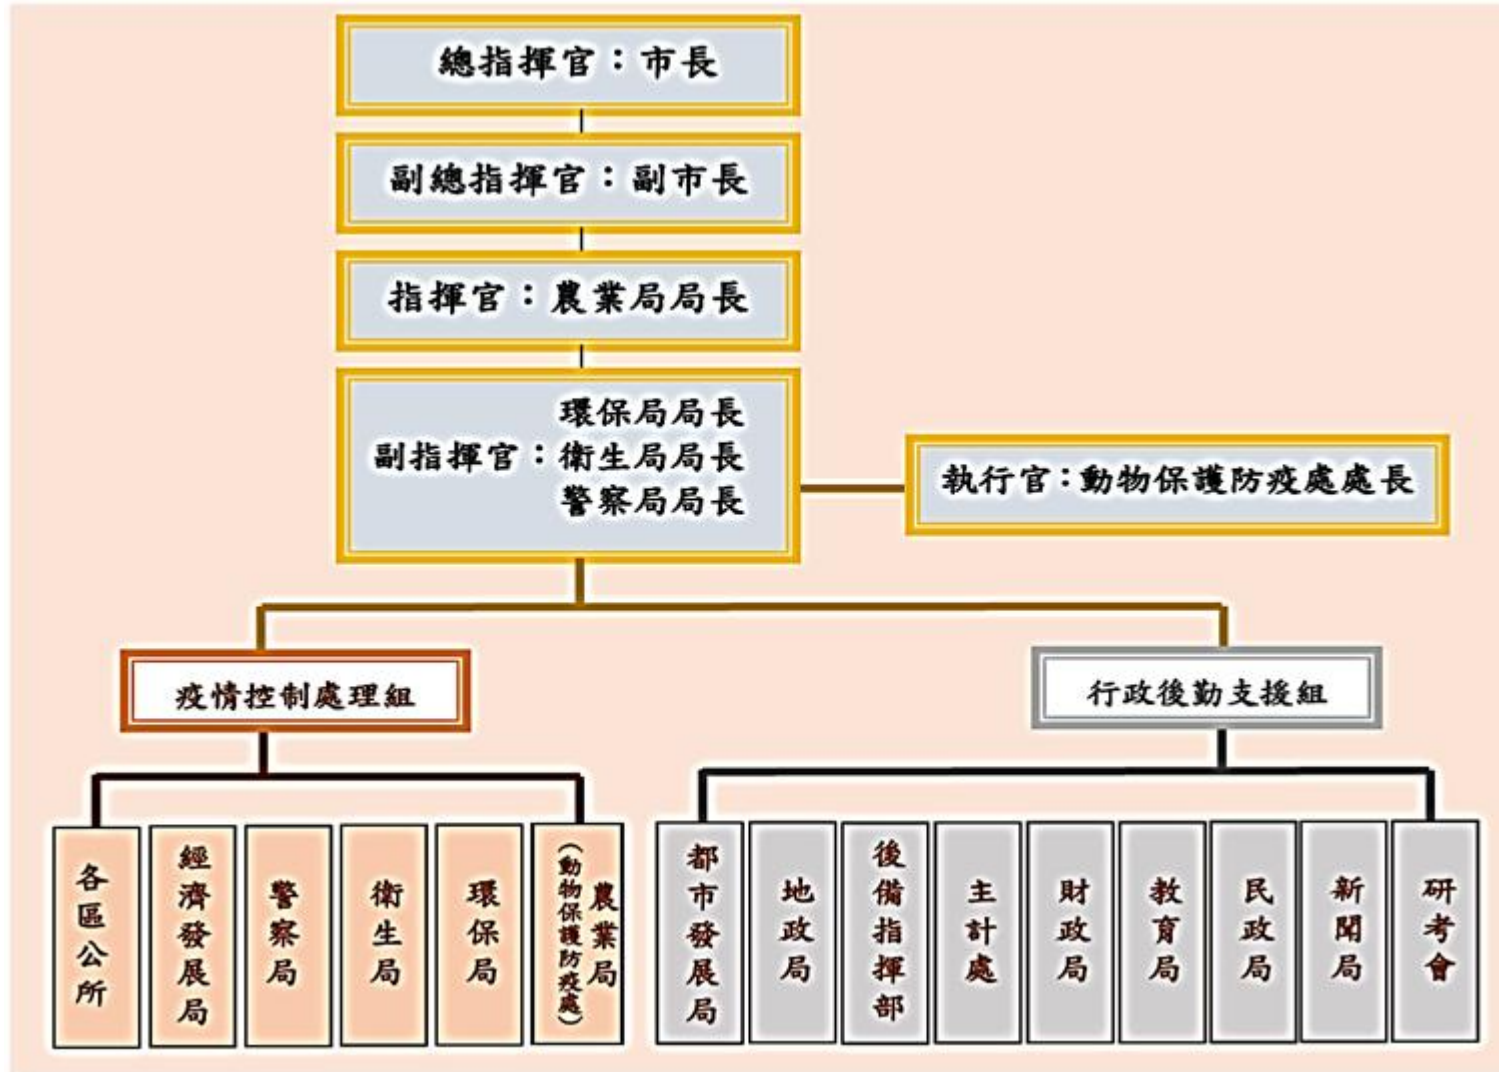 總指揮官：市長
副總指揮官：副市長
指揮官：農業局局長
環保局局長
副指揮官：衛生局局長
警察局局長
執行官：動物保護防疫處處長
疫情控制處理組
行政後勤支援組
各區公所
經濟發展局
警察局
衛生局
環保局
農業局
（動物保護防疫處）
都市發展局
地政局
後備指揮部
主計處
財政局
教育局
民政局
新聞局
研考會